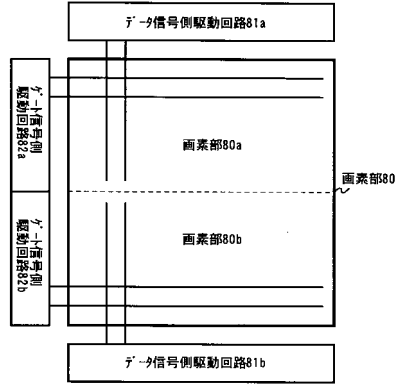 データ信号側駆動回路81a
ゲート信号側
駆動回路82a
画素部80a
画素部80
ゲート信号側
駆動回路82b
画素部80b
データ信号側駆動回路81b